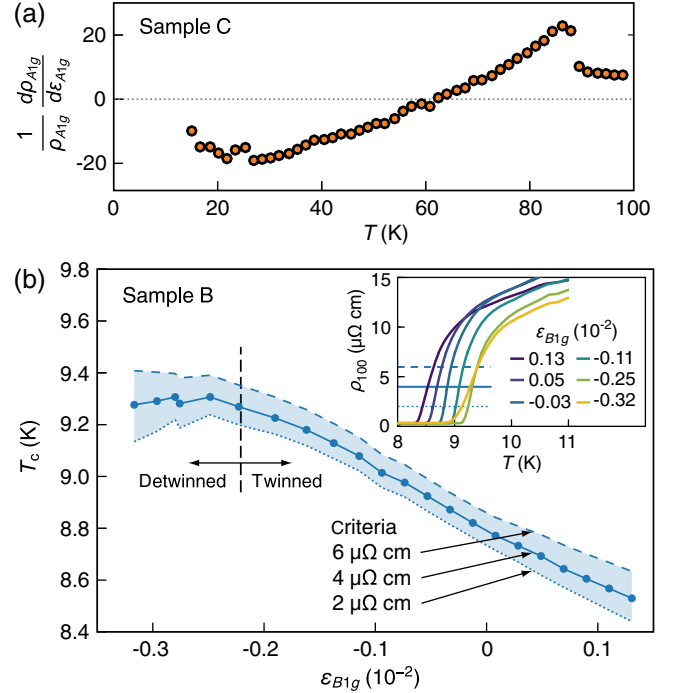 (a)
Sample C
1 dρA1g
ρA1g dεA1g
20
0
-20
0 20 40 60 80 100
T (K)
(b)
Sample B
Tc (K)
9.8
9.6
9.4
9.2
9.0
8.8
8.6
8.4
Detwinned Twinned
Criteria
6 μΩ cm
4 μΩ cm
2 μΩ cm
-0.3 -0.2 -0.1 0 0.1
εB1g (10-2)
ρ100 (μΩ cm)
15
10
5
0
8 9 10 11
T (K)
εB1g (10-2)
0.13 -0.11
0.05 -0.25
-0.03 -0.32